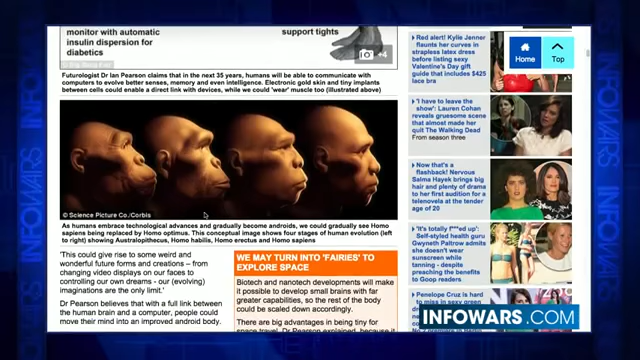 monitor with automatic
insulin dispersion for
diabetics
support tights
+4
Futurologist Dr Ian Pearson claims that in the next 35 years, humans will be able to communicate with
computers to evolve better senses, memory and even intelligence. Electronic gold skin and tiny implants
between cells could enable a direct link with devices, while we could 'wear' muscle too (illustrated above)
© Science Picture Co./Corbis
As humans embrace technological advances and gradually become androids, we could gradually see Homo
sapiens being replaced by Homo optimus. This conceptual image shows four stages of human evolution (left
to right) showing Australopithecus, Homo habilis, Homo erectus and Homo sapiens
'This could give rise to some weird and
wonderful future forms and creations – from
changing video displays on our faces to
controlling our own dreams - our (evolving)
imaginations are the only limit.'
Dr Pearson believes that with a full link between
the human brain and a computer, people could
move their mind into an improved android body.
WE MAY TURN INTO 'FAIRIES' TO
EXPLORE SPACE
Biotech and nanotech developments will make
it possible to develop small brains with far
greater capabilities, so the rest of the body
could be scaled down accordingly.
There are big advantages in being tiny for
space travel, Dr Pearson explained, because it
Red alert! Kylie Jenner
flaunts her curves in
strapless latex dress
before listing sexy
Valentine's Day gift
guide that includes $425
lace bra
'I have to leave the
show': Lauren Cohan
reveals gruesome scene
that almost made her
quit The Walking Dead
From season three
Now that's a
flashback! Nervous
Salma Hayek brings big
hair and plenty of drama
to her first audition for a
telenovela at the tender
age of 20
'It's totally f**ed up':
Self-styled health guru
Gwyneth Paltrow admits
she doesn't wear
sunscreen while
tanning - despite
preaching the benefits
to Goop readers
Penelope Cruz is hard to
Home
Top
INFOWARS
INFOWARS.COM